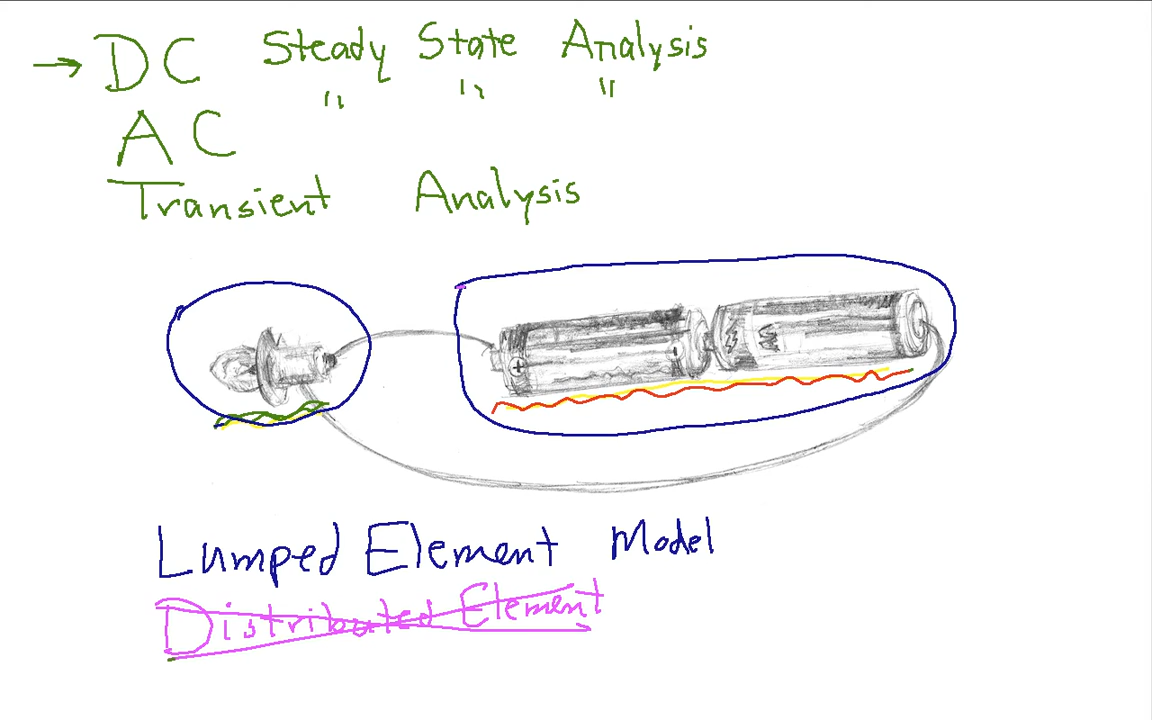 → DC Steady State Analysis
AC " " "
Transient Analysis
+ -
+
Lumped Element Model
Distributed Element